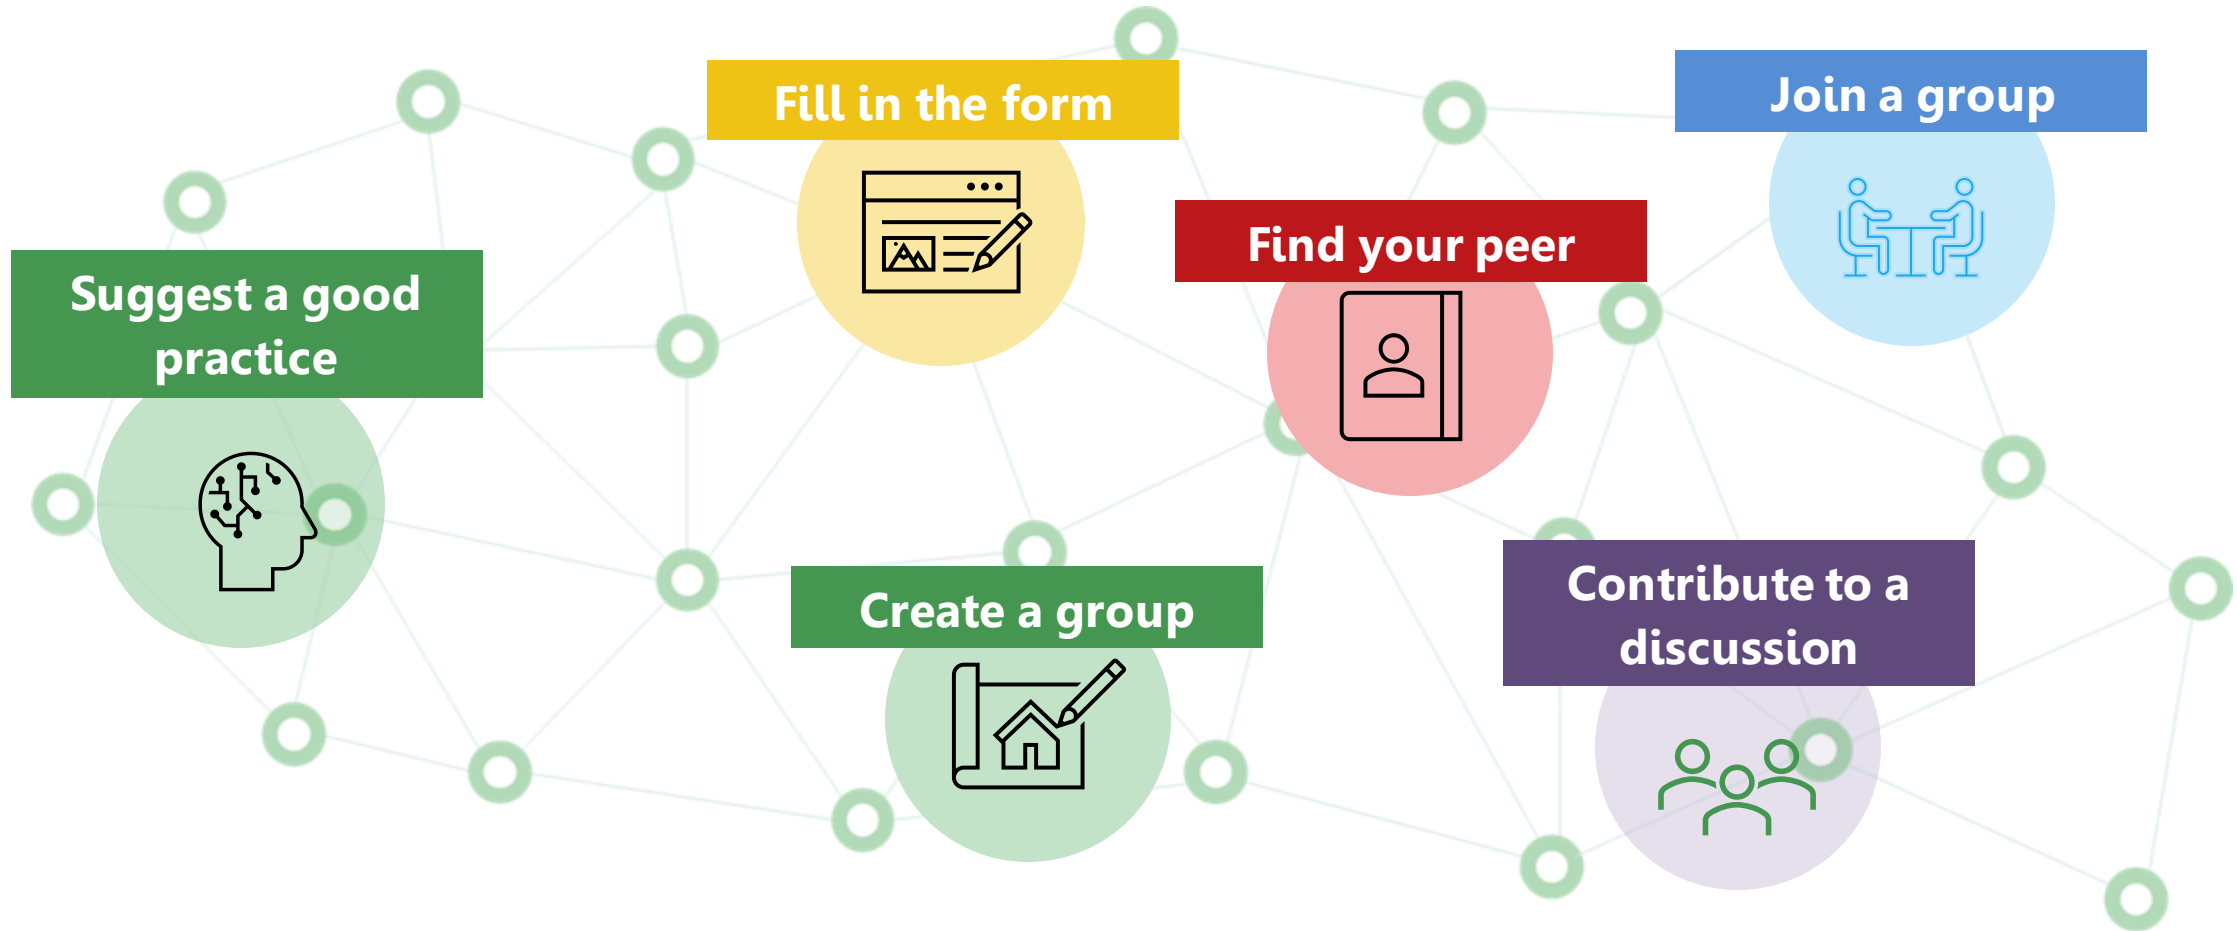 Fill in the form
Join a group
Find your peer
Suggest a good
practice
Create a group
Contribute to a
discussion